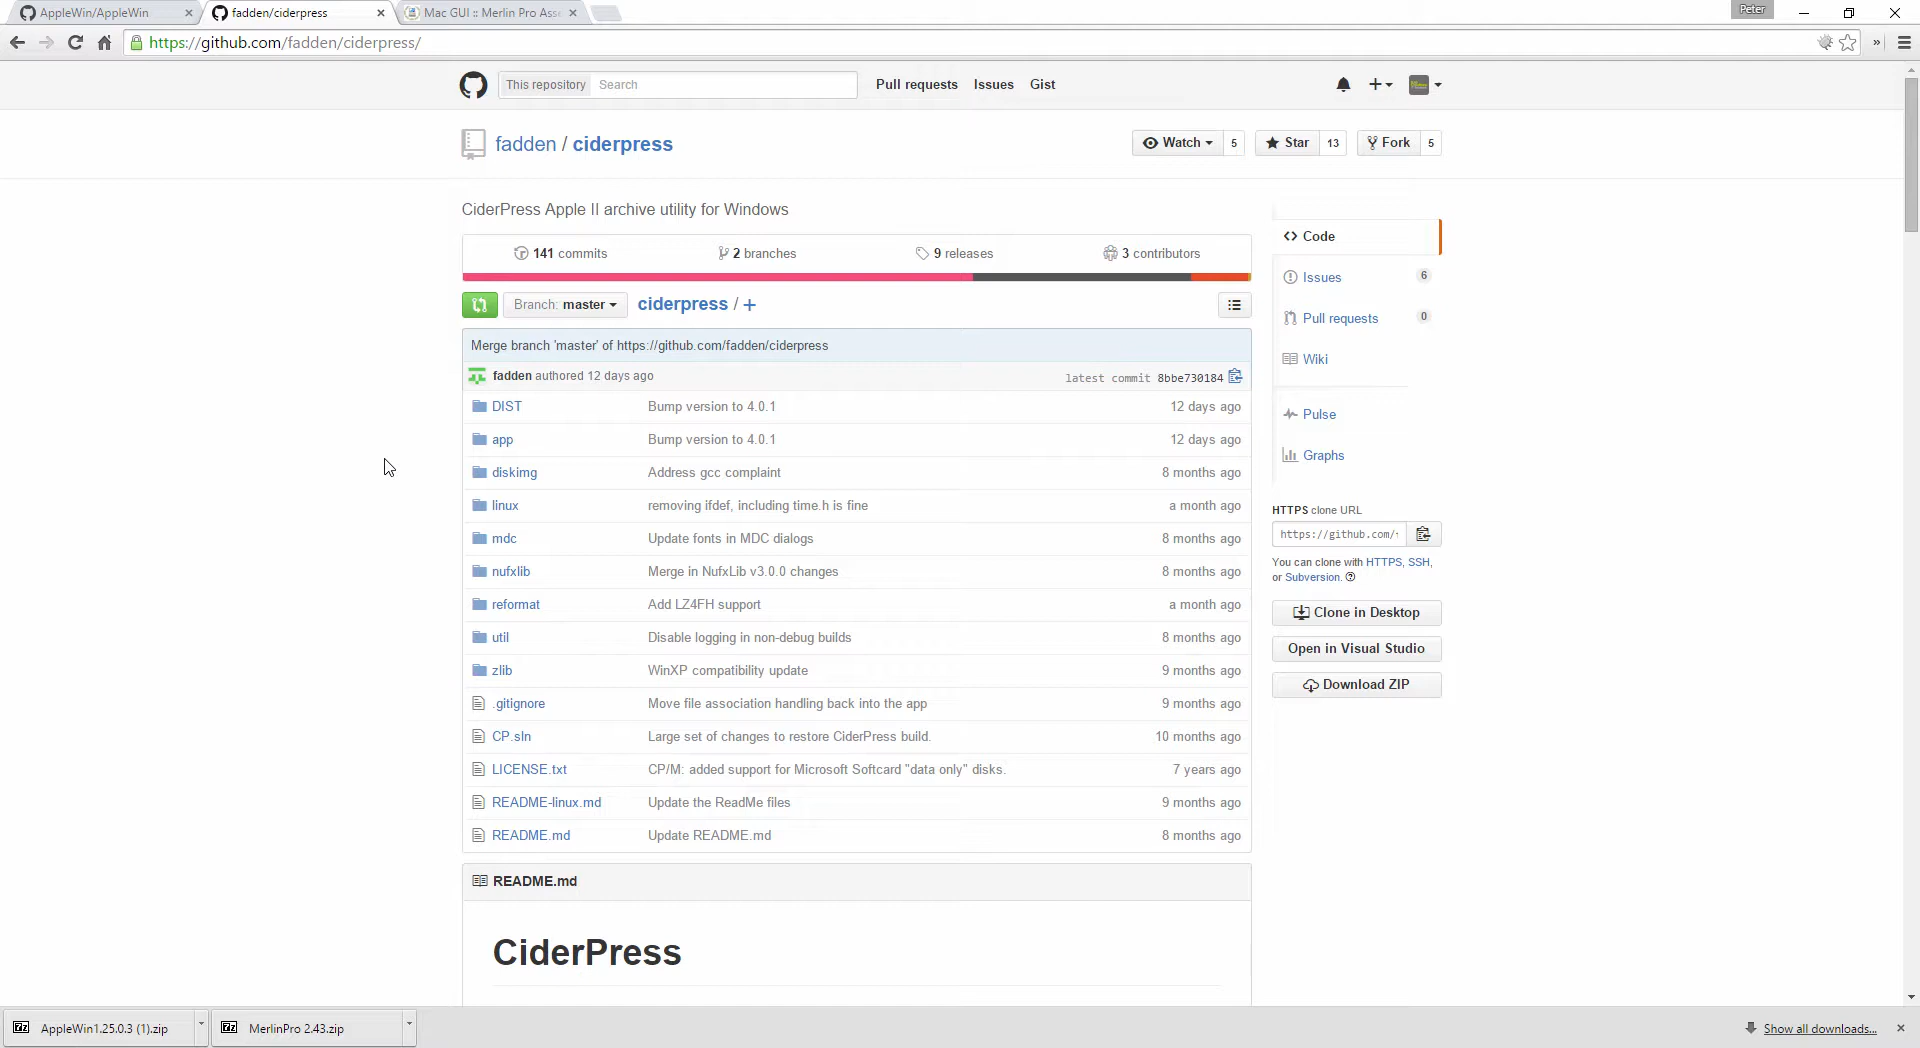 AppleWin/AppleWin
fadden/ciderpress
Mac GUI :: Merlin Pro Ass
Peter
https://github.com/fadden/ciderpress/
This repository Search
Pull requests Issues Gist
fadden / ciderpress
Watch 5 Star 13 Fork 5
CiderPress Apple II archive utility for Windows
141 commits 2 branches 9 releases 3 contributors
Branch: master ciderpress / +
Merge branch 'master' of https://github.com/fadden/ciderpress
fadden authored 12 days ago latest commit 8bbe730184
DIST Bump version to 4.0.1 12 days ago
app Bump version to 4.0.1 12 days ago
diskimg Address gcc complaint 8 months ago
linux removing ifdef, including time.h is fine a month ago
mdc Update fonts in MDC dialogs 8 months ago
nufxlib Merge in NufxLib v3.0.0 changes 8 months ago
reformat Add LZ4FH support a month ago
util Disable logging in non-debug builds 8 months ago
zlib WinXP compatibility update 9 months ago
.gitignore Move file association handling back into the app 9 months ago
CP.sln Large set of changes to restore CiderPress build. 10 months ago
LICENSE.txt CP/M: added support for Microsoft Softcard "data only" disks. 7 years ago
README-linux.md Update the ReadMe files 9 months ago
README.md Update README.md 8 months ago
README.md
CiderPress
Code
Issues 6
Pull requests 0
Wiki
Pulse
Graphs
HTTPS clone URL
https://github.com/
You can clone with HTTPS, SSH,
or Subversion.
Clone in Desktop
Open in Visual Studio
Download ZIP
AppleWin1.25.0.3 (1).zip
MerlinPro 2.43.zip
Show all downloads...